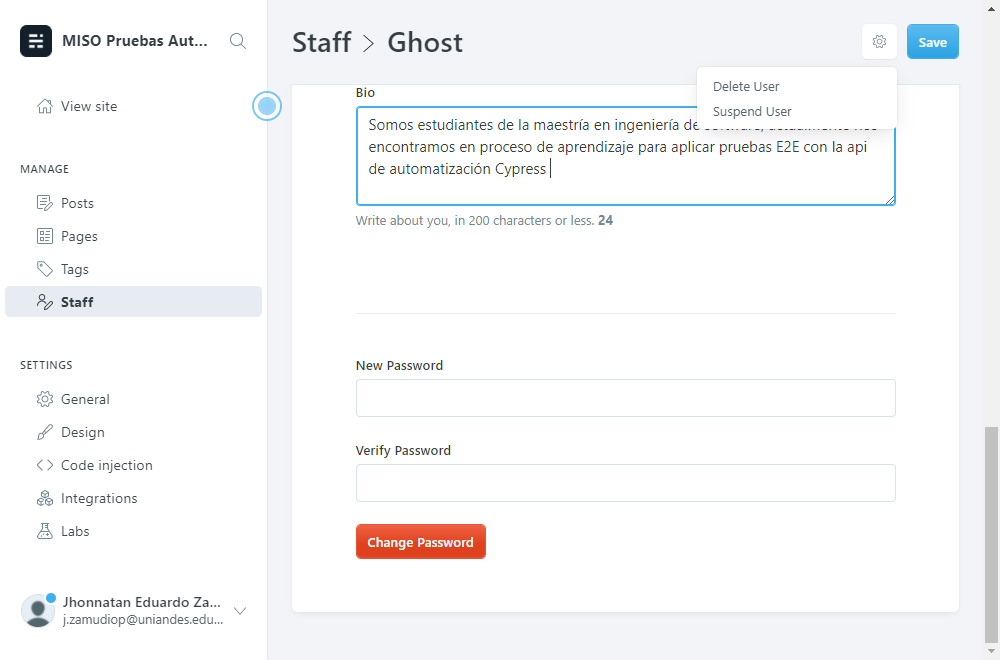 MISO Pruebas Aut...
View site
MANAGE
Posts
Pages
Tags
Staff
SETTINGS
General
Design
Code injection
Integrations
Labs
Jhonnatan Eduardo Za...
j.zamudiop@uniandes.edu...
Staff > Ghost
Save
Delete User
Suspend User
Bio
Somos estudiantes de la maestría en ingeniería de
encontramos en proceso de aprendizaje para aplicar pruebas E2E con la api
de automatización Cypress
Write about you, in 200 characters or less. 24
New Password
Verify Password
Change Password